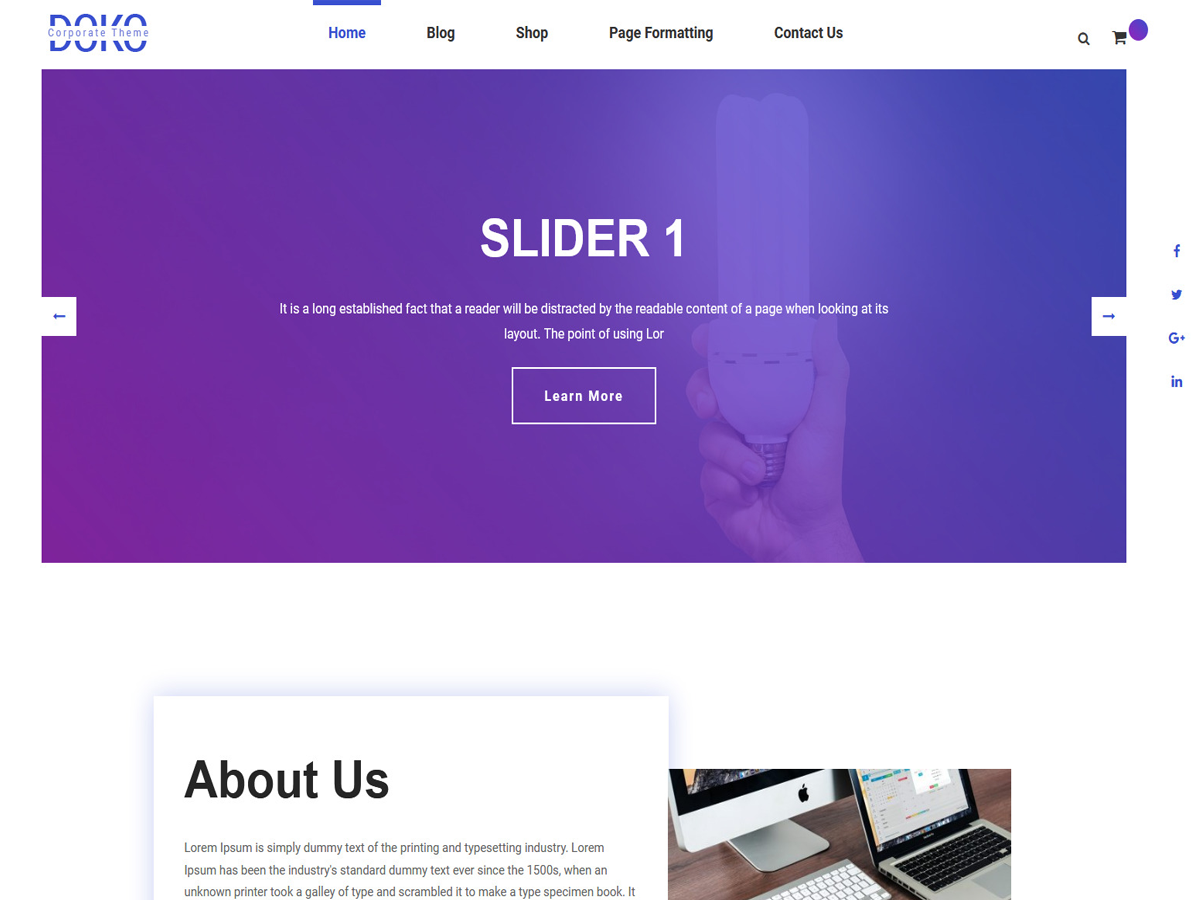 DOKO
Corporate Theme
Home
Blog
Shop
Page Formatting
Contact Us
SLIDER 1
It is a long established fact that a reader will be distracted by the readable content of a page when looking at its
layout. The point of using Lor
Learn More
About Us
Lorem Ipsum is simply dummy text of the printing and typesetting industry. Lorem
Ipsum has been the industry's standard dummy text ever since the 1500s, when an
unknown printer took a galley of type and scrambled it to make a type specimen book. It